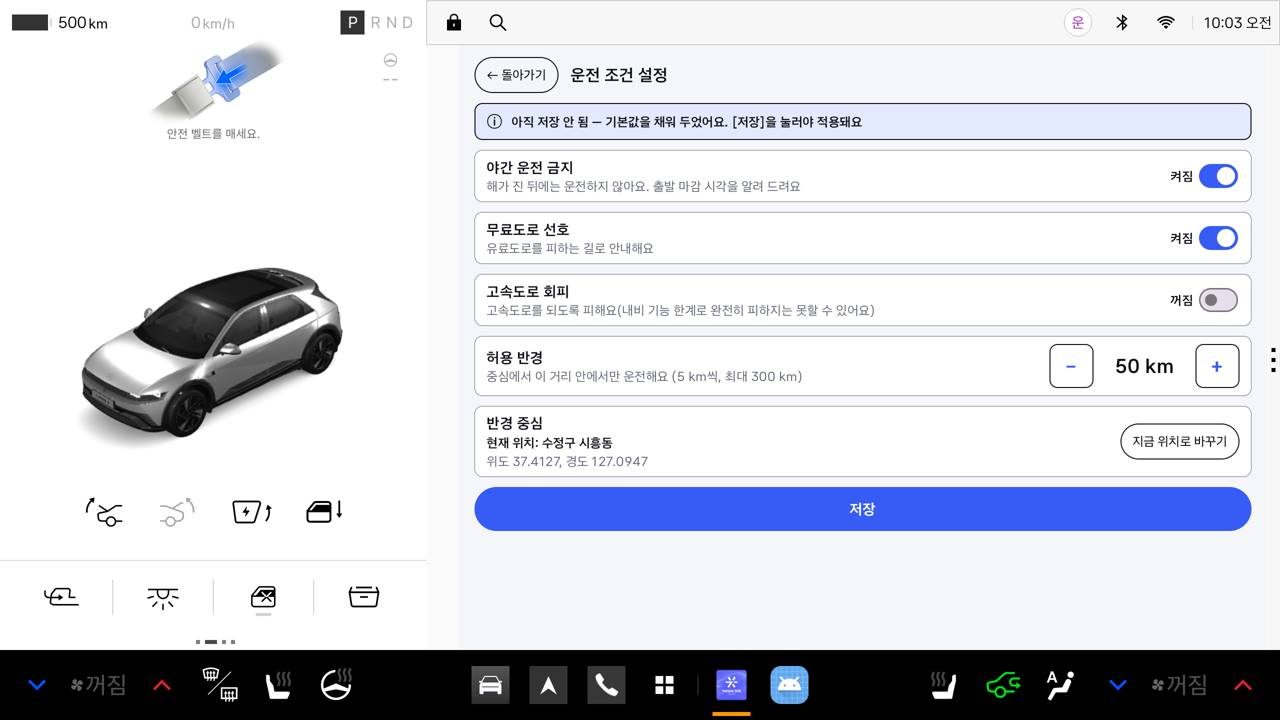 500 km
0 km/h
P R N D
운
10:03 오전
안전 벨트를 매세요.
← 돌아가기
운전 조건 설정
아직 저장 안 됨 — 기본값을 채워 두었어요. [저장]을 눌러야 적용돼요
야간 운전 금지
해가 진 뒤에는 운전하지 않아요. 출발 마감 시각을 알려 드려요
켜짐
무료도로 선호
유료도로를 피하는 길로 안내해요
켜짐
고속도로 회피
고속도로를 되도록 피해요(내비 기능 한계로 완전히 피하지는 못할 수 있어요)
꺼짐
허용 반경
중심에서 이 거리 안에서만 운전해요 (5 km씩, 최대 300 km)
− 50 km +
반경 중심
현재 위치: 수정구 시흥동
위도 37.4127, 경도 127.0947
지금 위치로 바꾸기
저장
꺼짐
A
꺼짐